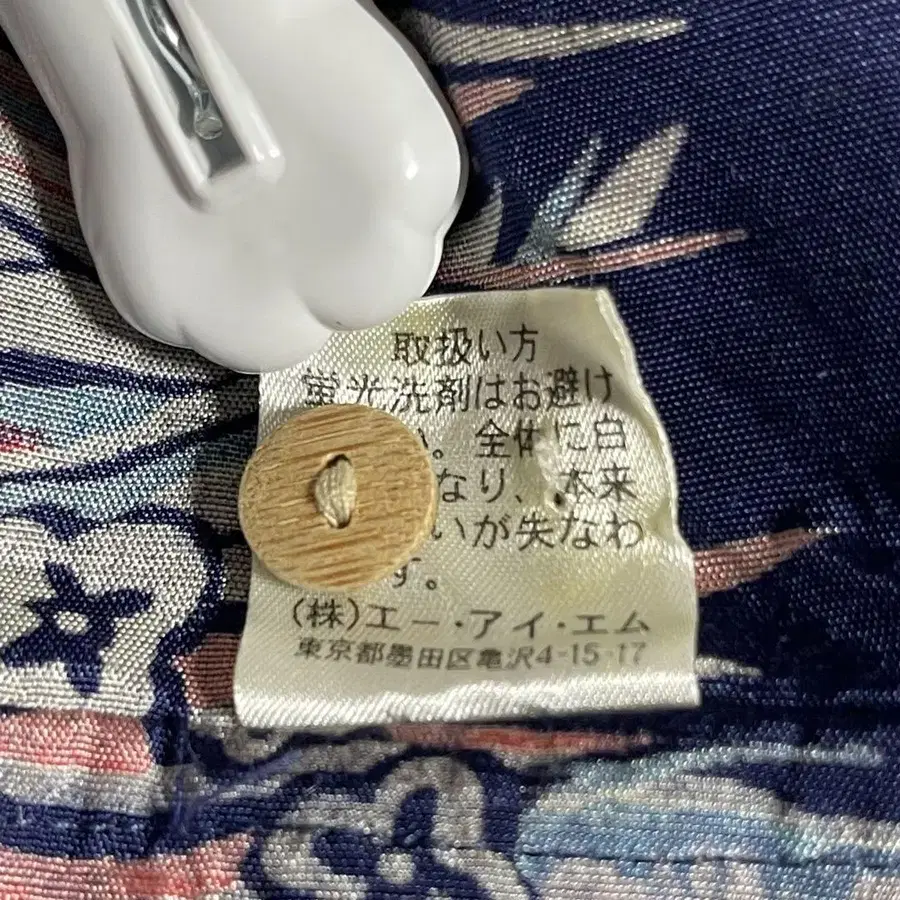 取扱い方
蛍光洗剤はお避け
。全体に白
なり、本来
いが失なわ
す。
(株)エー・アイ・エム
東京都墨田区亀沢4-15-17